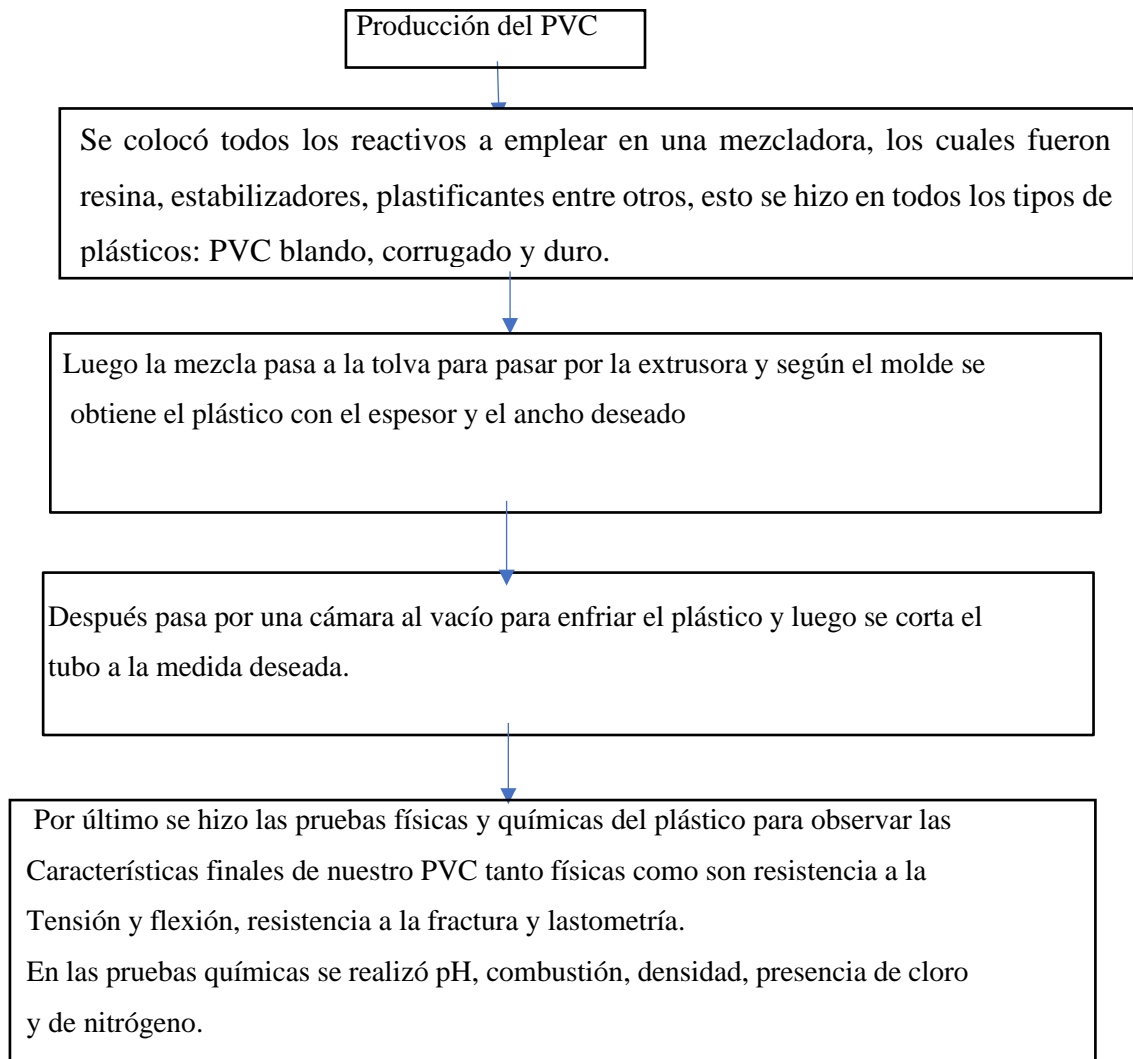 Producción del PVC
Se colocó todos los reactivos a emplear en una mezcladora, los cuales fueron
resina, estabilizadores, plastificantes entre otros, esto se hizo en todos los tipos de
plásticos: PVC blando, corrugado y duro.
Luego la mezcla pasa a la tolva para pasar por la extrusora y según el molde se
obtiene el plástico con el espesor y el ancho deseado
Después pasa por una cámara al vacío para enfriar el plástico y luego se corta el
tubo a la medida deseada.
Por último se hizo las pruebas físicas y químicas del plástico para observar las
Características finales de nuestro PVC tanto físicas como son resistencia a la
Tensión y flexión, resistencia a la fractura y lastometría.
En las pruebas químicas se realizó pH, combustión, densidad, presencia de cloro
y de nitrógeno.